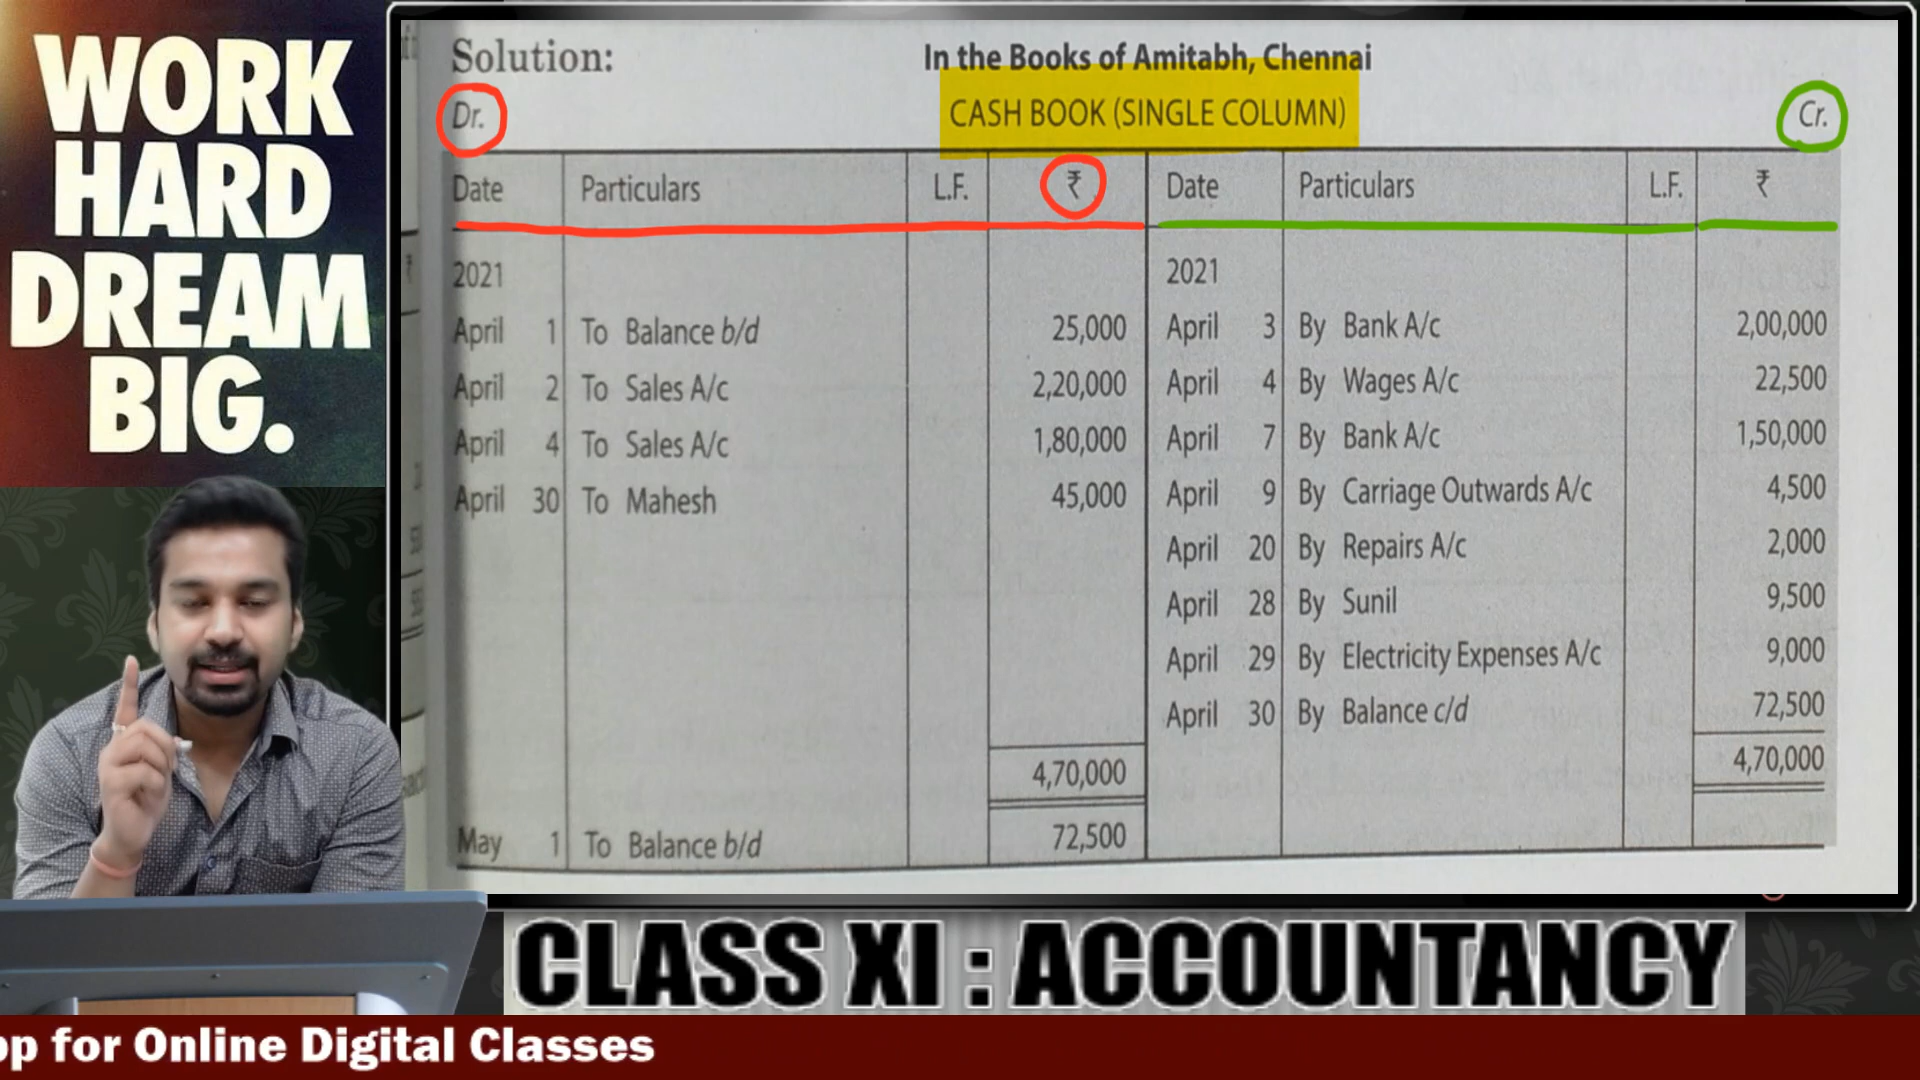 WORK
HARD
DREAM
BIG.
Solution:
In the Books of Amitabh, Chennai
Dr.
CASH BOOK (SINGLE COLUMN)
Cr.
Date Particulars L.F. ₹ Date Particulars L.F. ₹
2021 2021
April 1 To Balance b/d 25,000 April 3 By Bank A/c 2,00,000
April 2 To Sales A/c 2,20,000 April 4 By Wages A/c 22,500
April 4 To Sales A/c 1,80,000 April 7 By Bank A/c 1,50,000
April 30 To Mahesh 45,000 April 9 By Carriage Outwards A/c 4,500
April 20 By Repairs A/c 2,000
April 28 By Sunil 9,500
April 29 By Electricity Expenses A/c 9,000
April 30 By Balance c/d 72,500
4,70,000 4,70,000
May 1 To Balance b/d 72,500
CLASS XI : ACCOUNTANCY
for Online Digital Classes